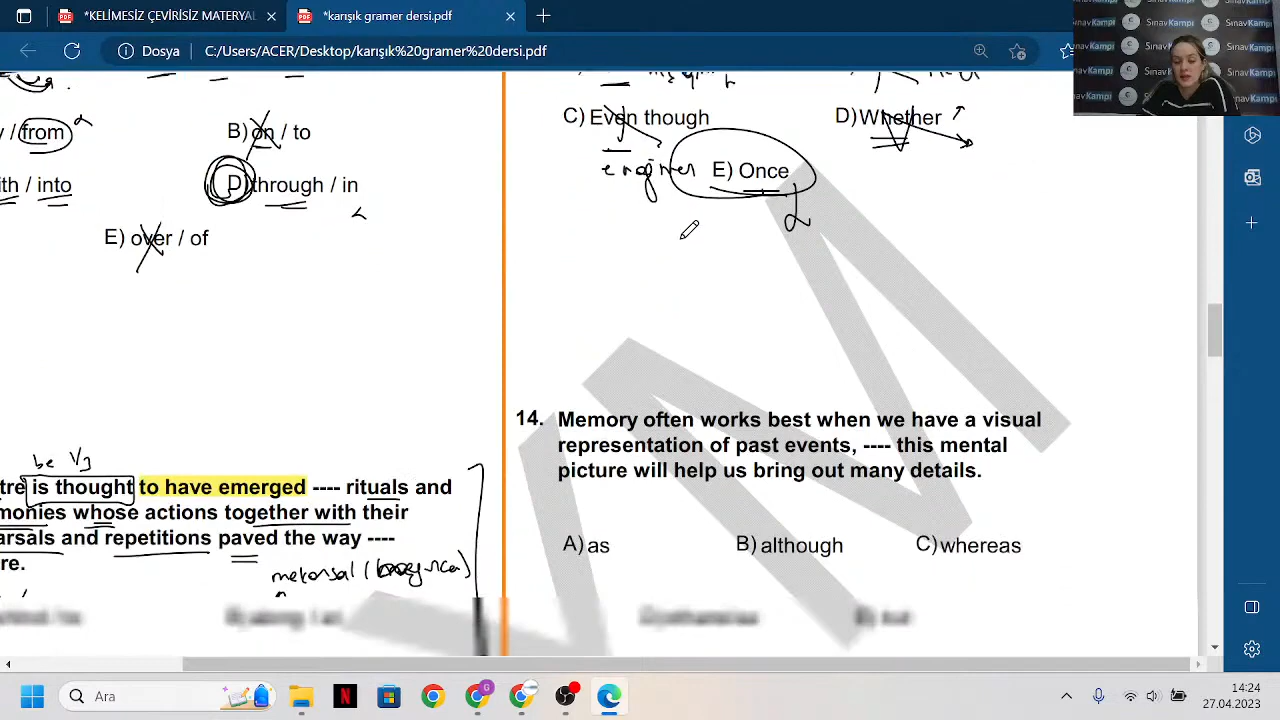 *KELİMESİZ ÇEVİRİSİZ MATERYAL
*karışık gramer dersi.pdf
Dosya
C:/Users/ACER/Desktop/karışık%20gramer%20dersi.pdf
/ from
B) on / to
ith / into
D) through / in
E) over / of
be 1/3
tre is thought to have emerged ---- rituals and
monies whose actions together with their
arsals and repetitions paved the way ----
re.
C) Even though
D) Whether
E) Once
14. Memory often works best when we have a visual
representation of past events, ---- this mental
picture will help us bring out many details.
A) as
B) although
C) whereas
SınavKampı
Ara
14:24
27.04.2023